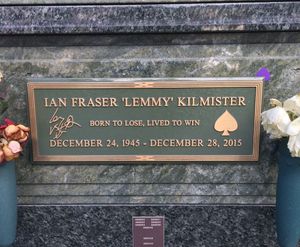 IAN FRASER 'LEMMY' KILMISTER
BORN TO LOSE, LIVED TO WIN
DECEMBER 24, 1945 - DECEMBER 28, 2015